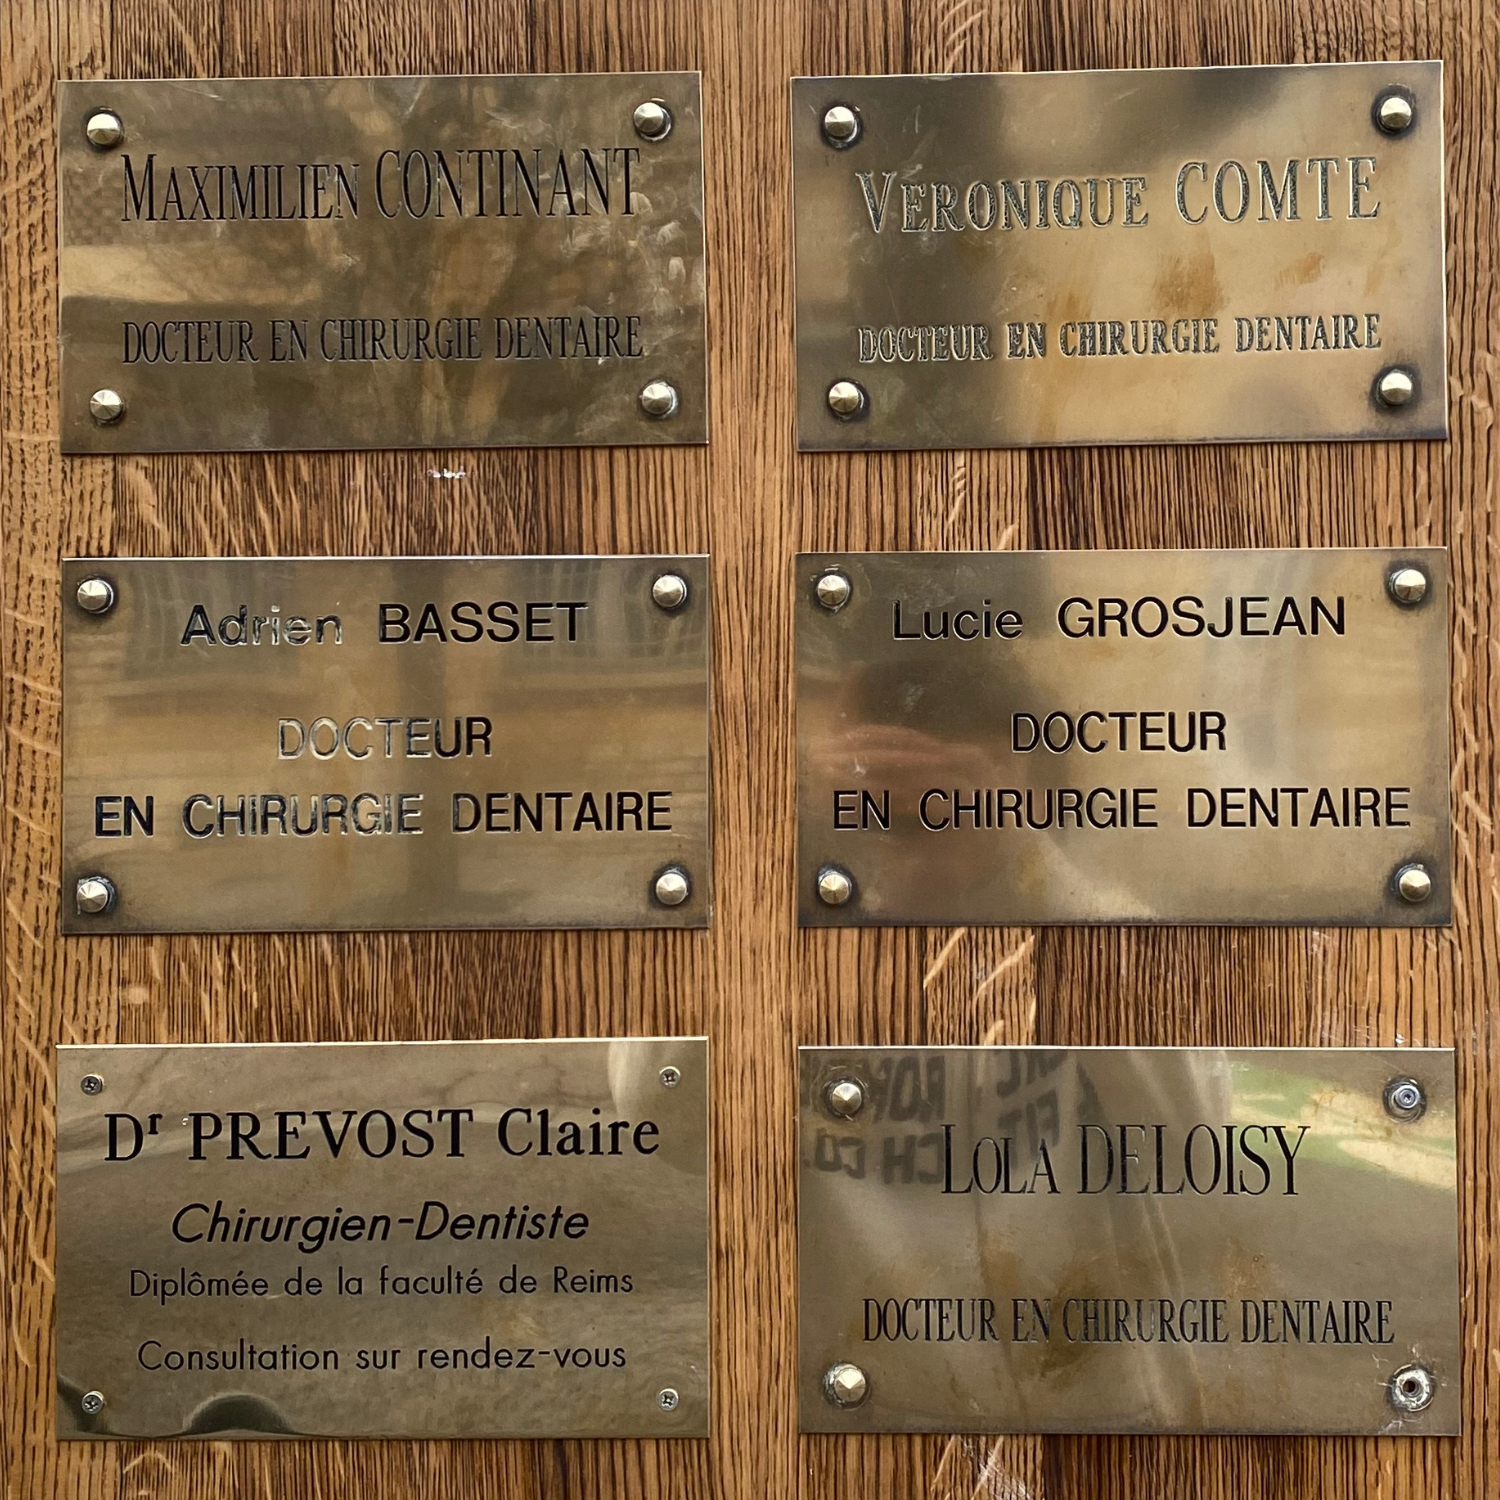 MAXIMILIEN CONTINANT
DOCTEUR EN CHIRURGIE DENTAIRE
VERONIQUE COMTE
DOCTEUR EN CHIRURGIE DENTAIRE
Adrien BASSET
DOCTEUR
EN CHIRURGIE DENTAIRE
Lucie GROSJEAN
DOCTEUR
EN CHIRURGIE DENTAIRE
Dr PREVOST Claire
Chirurgien-Dentiste
Diplômée de la faculté de Reims
Consultation sur rendez-vous
LOLA DELOISY
DOCTEUR EN CHIRURGIE DENTAIRE